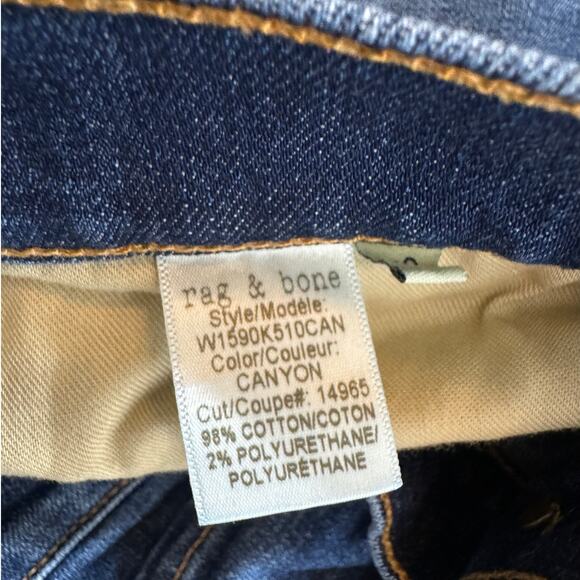 rag & bone
Style/Modèle:
W1590K510CAN
Color/Couleur:
CANYON
Cut/Coupe#: 14965
98% COTTON/COTON
2% POLYURETHANE/
POLYURÉTHANE